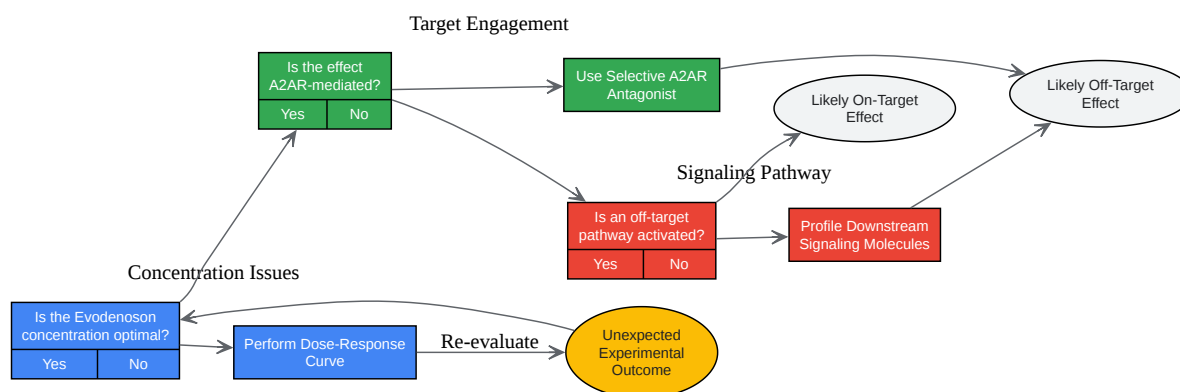 Target Engagement
Is the effect
A2AR-mediated?
Yes
No
Use Selective A2AR
Antagonist
Likely On-Target
Effect
Likely Off-Target
Effect
Signaling Pathway
Is an off-target
pathway activated?
Yes
No
Profile Downstream
Signaling Molecules
Concentration Issues
Is the Evodenoson
concentration optimal?
Yes
No
Perform Dose-Response
Curve
Re-evaluate
Unexpected
Experimental
Outcome